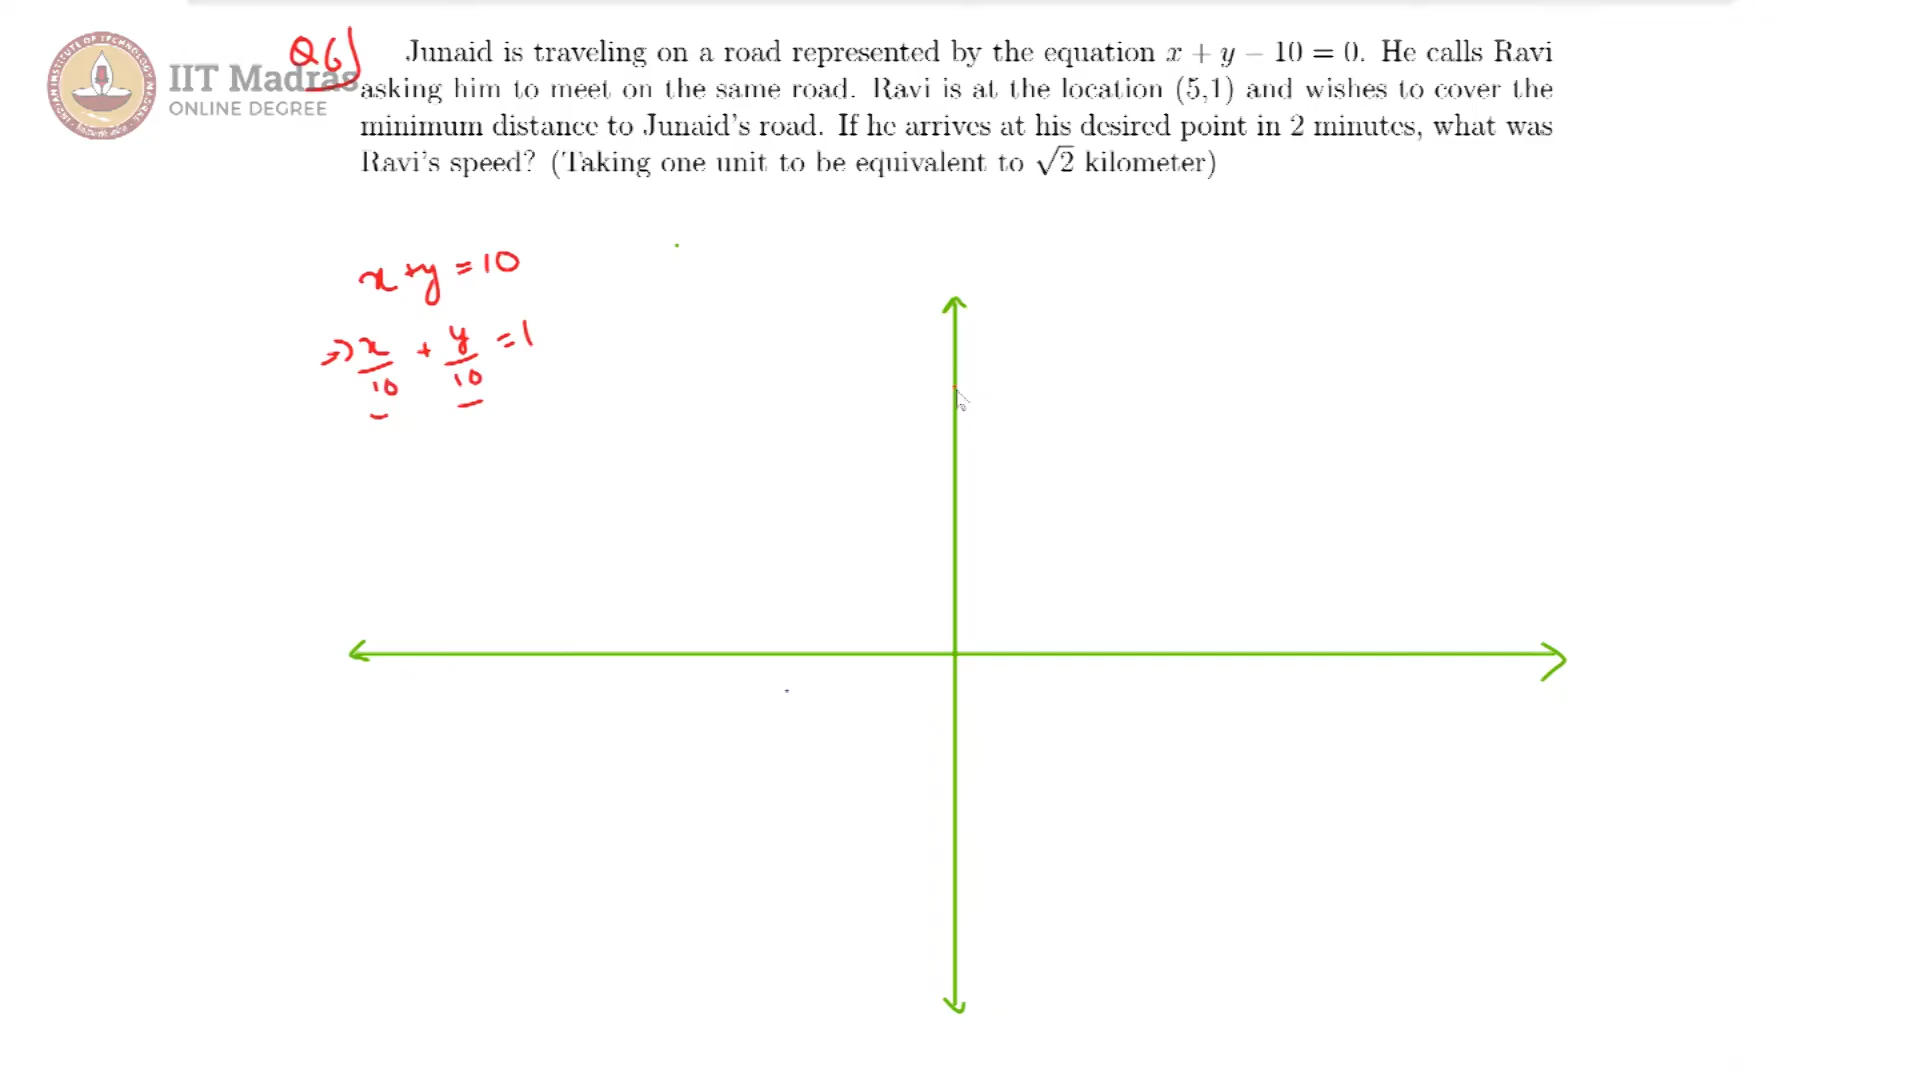 Q6)
IIT Madras
ONLINE DEGREE
Junaid is traveling on a road represented by the equation x + y − 10 = 0. He calls Ravi
asking him to meet on the same road. Ravi is at the location (5,1) and wishes to cover the
minimum distance to Junaid's road. If he arrives at his desired point in 2 minutes, what was
Ravi's speed? (Taking one unit to be equivalent to √2 kilometer)
x + y = 10
⇒ x/10 + y/10 = 1